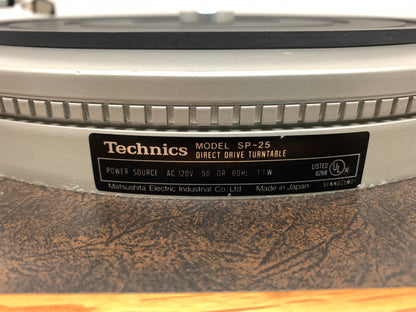 Technics MODEL SP-25
DIRECT DRIVE TURNTABLE
POWER SOURCE AC 120V 50 OR 60Hz 11W
LISTED
828B
UL
R
Matsushita Electric Industrial Co Ltd Made in Japan